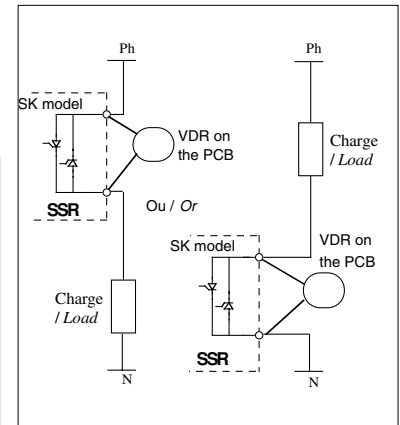 Ph
SK model
VDR on
the PCB
SSR
Charge
/ Load
N
Ou / Or
Ph
Charge
/ Load
SK model
VDR on
the PCB
SSR
N